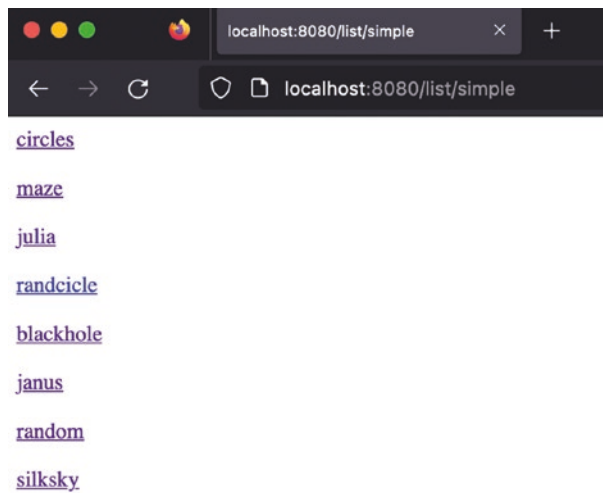 localhost:8080/list/simple
localhost:8080/list/simple
circles
maze
julia
randcicle
blackhole
janus
random
silksky